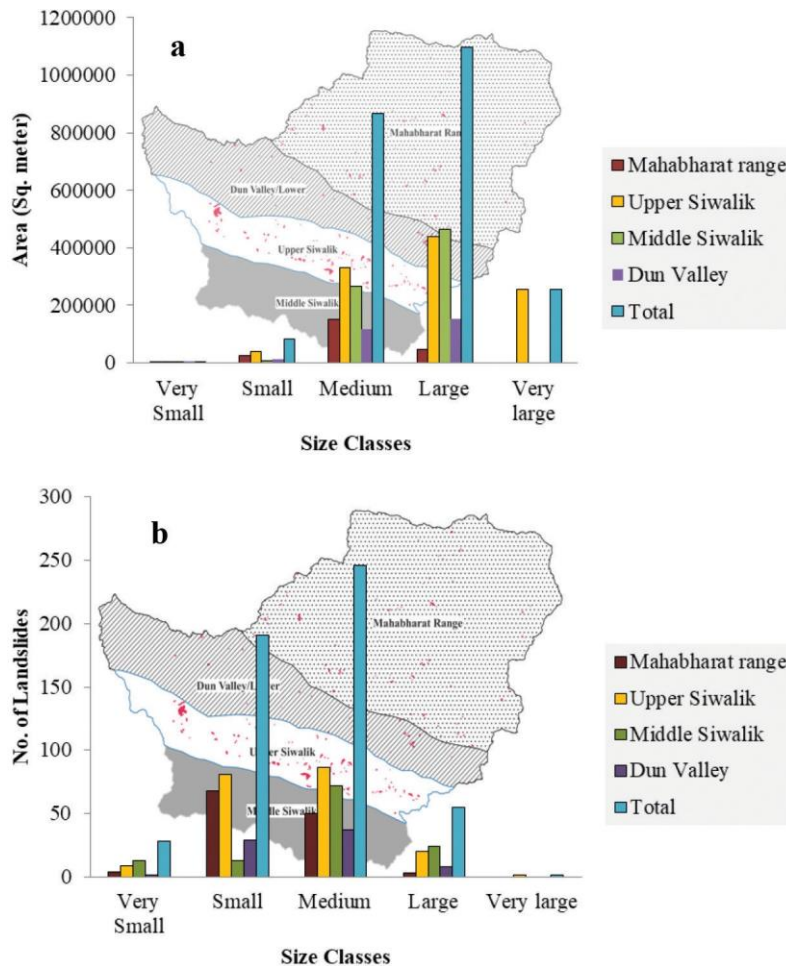 a
1200000
1000000
800000
600000
400000
200000
0
Area (Sq. meter)
Mahabharat Ran
Dun Valley/Lower
Upper Siwalik
Middle Siwalik
Very Small
Small
Medium
Large
Very large
Size Classes
Mahabharat range
Upper Siwalik
Middle Siwalik
Dun Valley
Total
b
300
250
200
150
100
50
0
No. of Landslides
Mahabharat Range
Dun Valley/Lower
Upper Siwalik
Middle Siwalik
Very Small
Small
Medium
Large
Very large
Size Classes
Mahabharat range
Upper Siwalik
Middle Siwalik
Dun Valley
Total